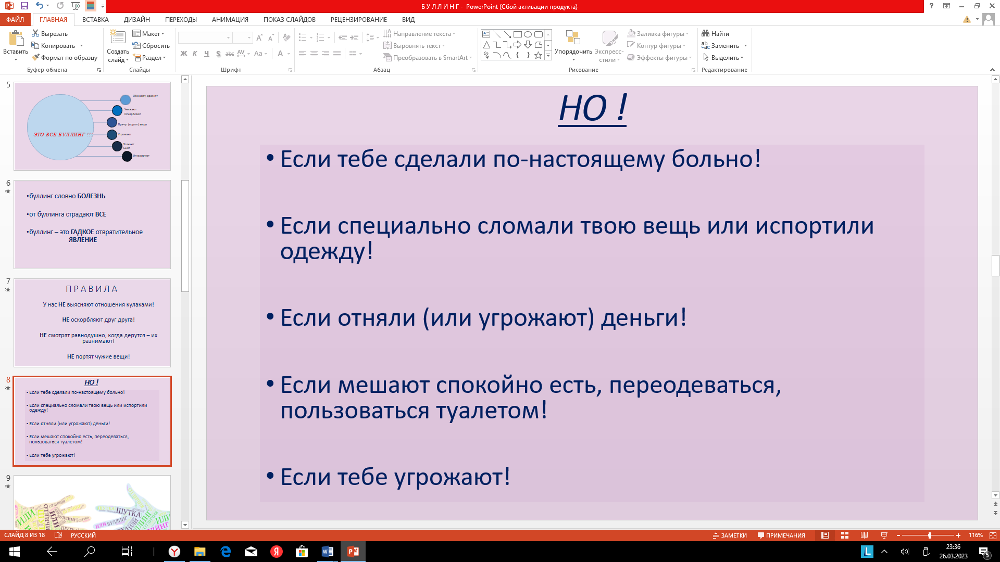 Б У Л Л И Н Г - PowerPoint (Сбой активации продукта)
ФАЙЛ ГЛАВНАЯ ВСТАВКА ДИЗАЙН ПЕРЕХОДЫ АНИМАЦИЯ ПОКАЗ СЛАЙДОВ РЕЦЕНЗИРОВАНИЕ ВИД
Вставить
Вырезать
Копировать
Формат по образцу
Буфер обмена
Создать слайд
Макет
Сбросить
Раздел
Слайды
Ж К Ч S abc AV Aa A
Шрифт
Направление текста
Выровнять текст
Преобразовать в SmartArt
Абзац
Упорядочить
Экспресс-стили
Заливка фигуры
Контур фигуры
Эффекты фигуры
Рисование
Найти
Заменить
Выделить
Редактирование
5
ЭТО ВСЕ БУЛЛИНГ !!!
Обижают, дразнят
Унижают
Оскорбляют
Прячут (портят) вещи
Угрожают
Толкают
Бьют
Игнорируют
6
•буллинг словно БОЛЕЗНЬ
•от буллинга страдают ВСЕ
•буллинг – это ГАДКОЕ отвратительное
ЯВЛЕНИЕ
7
П Р А В И Л А
У нас НЕ выясняют отношения кулаками!
НЕ оскорбляют друг друга!
НЕ смотрят равнодушно, когда дерутся – их
разнимают!
НЕ портят чужие вещи!
8
НО !
• Если тебе сделали по-настоящему больно!
• Если специально сломали твою вещь или испортили
одежду!
• Если отняли (или угрожают) деньги!
• Если мешают спокойно есть, переодеваться,
пользоваться туалетом!
• Если тебе угрожают!
9
ИЛИ
ОТЛИЧИЯ
БУЛЛИНГ
ШУТКА
ШУТКА
ИЛИ БУЛЛИНГ
ИЛИ
НО !
• Если тебе сделали по-настоящему больно!
• Если специально сломали твою вещь или испортили
одежду!
• Если отняли (или угрожают) деньги!
• Если мешают спокойно есть, переодеваться,
пользоваться туалетом!
• Если тебе угрожают!
СЛАЙД 8 ИЗ 18 РУССКИЙ ЗАМЕТКИ ПРИМЕЧАНИЯ 116%
23:36
26.03.2023
5